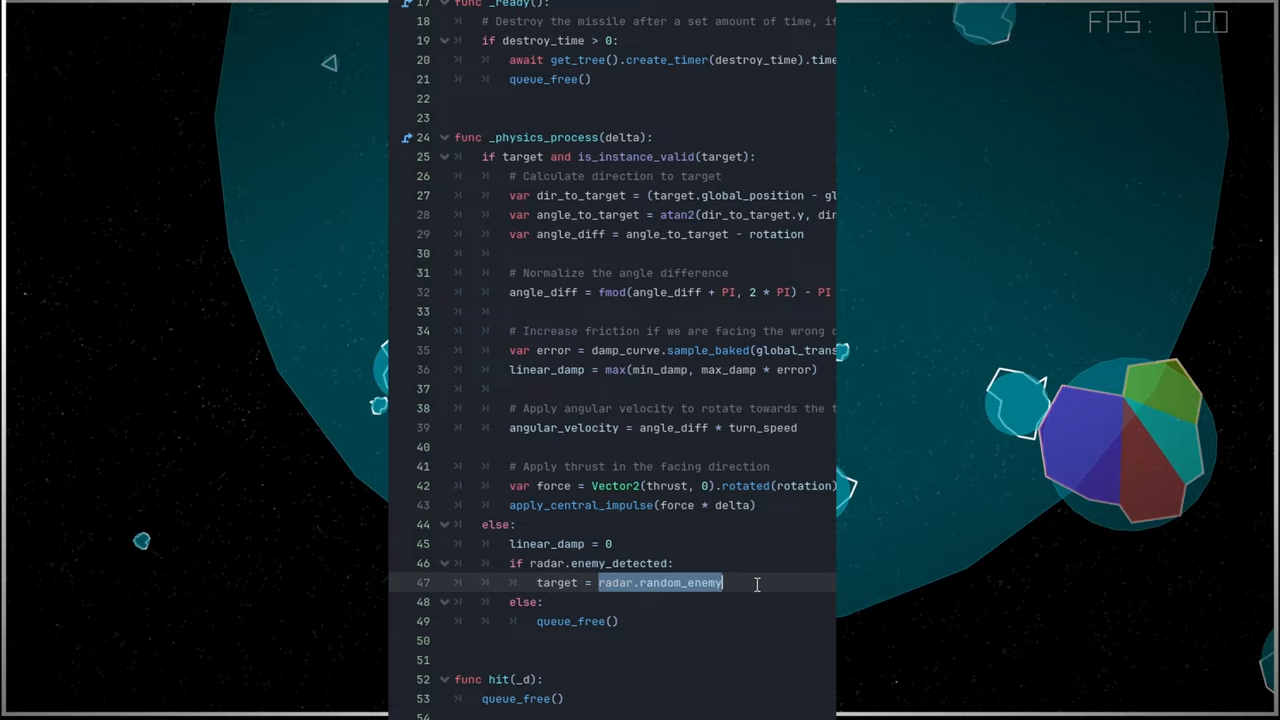 FPS: 120
17 func _ready():
18 # Destroy the missile after a set amount of time, if
19 if destroy_time > 0:
20 await get_tree().create_timer(destroy_time).time
21 queue_free()
22
23
24 func _physics_process(delta):
25 if target and is_instance_valid(target):
26 # Calculate direction to target
27 var dir_to_target = (target.global_position - gl
28 var angle_to_target = atan2(dir_to_target.y, dir
29 var angle_diff = angle_to_target - rotation
30
31 # Normalize the angle difference
32 angle_diff = fmod(angle_diff + PI, 2 * PI) - PI
33
34 # Increase friction if we are facing the wrong d
35 var error = damp_curve.sample_baked(global_trans
36 linear_damp = max(min_damp, max_damp * error)
37
38 # Apply angular velocity to rotate towards the t
39 angular_velocity = angle_diff * turn_speed
40
41 # Apply thrust in the facing direction
42 var force = Vector2(thrust, 0).rotated(rotation)
43 apply_central_impulse(force * delta)
44 else:
45 linear_damp = 0
46 if radar.enemy_detected:
47 target = radar.random_enemy
48 else:
49 queue_free()
50
51
52 func hit(_d):
53 queue_free()
54